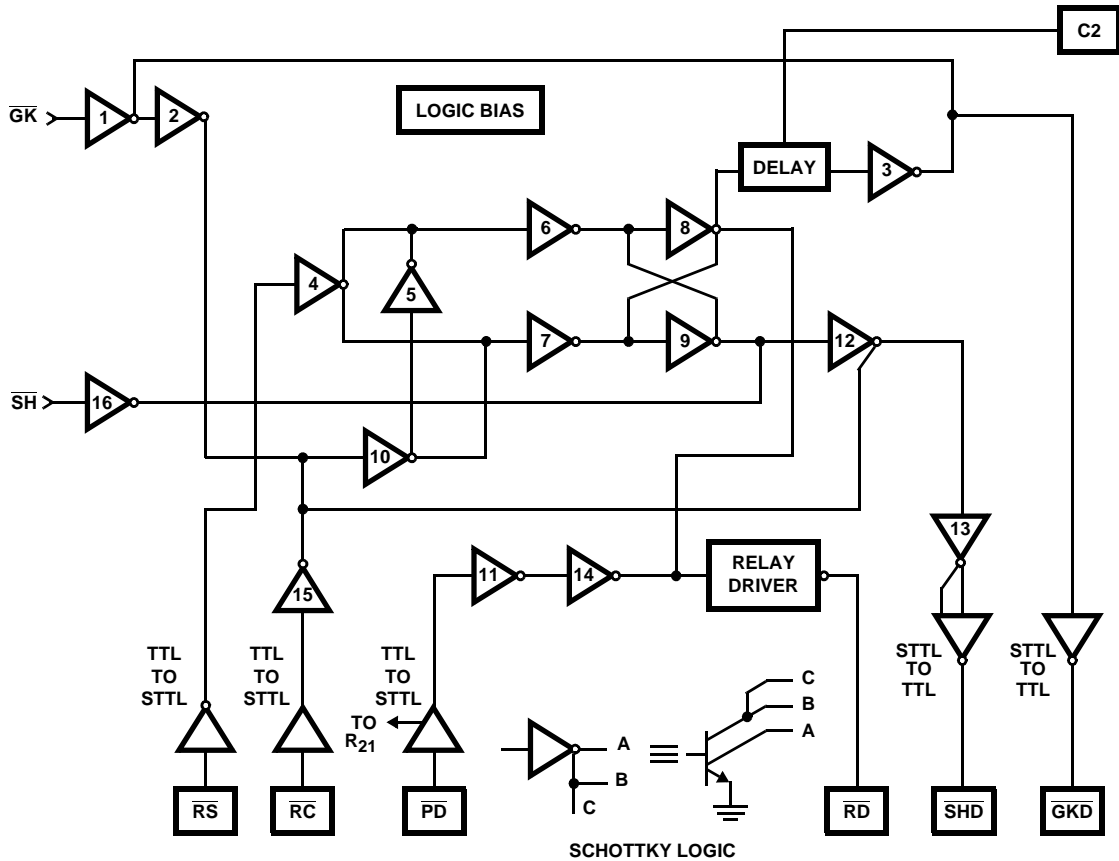 C2
GK
1
2
LOGIC BIAS
DELAY
3
6
8
4
5
7
9
12
SH
16
10
13
11
14
RELAY
DRIVER
15
TTL
TO
STTL
TTL
TO
STTL
TTL
TO
STTL
STTL
TO
TTL
STTL
TO
TTL
TO
R21
A
B
C
C
B
A
RS
RC
PD
RD
SHD
GKD
SCHOTTKY LOGIC